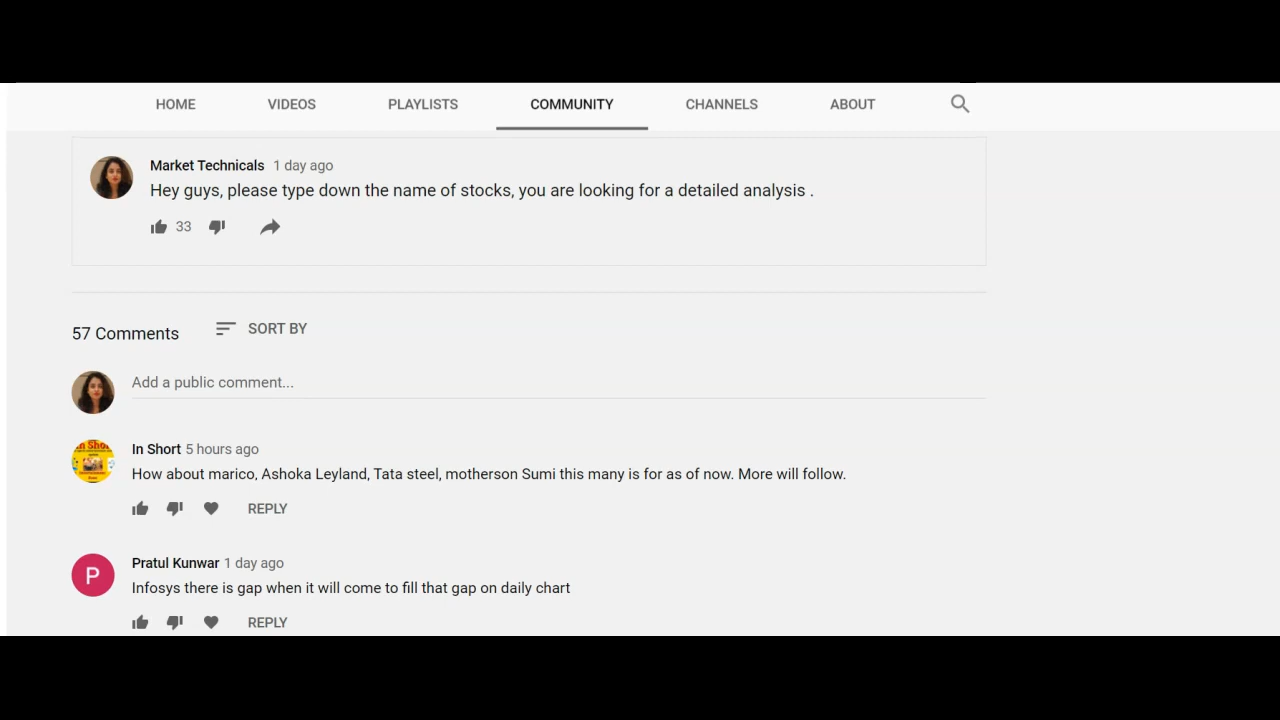 HOME VIDEOS PLAYLISTS COMMUNITY CHANNELS ABOUT
Market Technicals 1 day ago
Hey guys, please type down the name of stocks, you are looking for a detailed analysis .
33
57 Comments SORT BY
Add a public comment...
In Short 5 hours ago
How about marico, Ashoka Leyland, Tata steel, motherson Sumi this many is for as of now. More will follow.
REPLY
P
Pratul Kunwar 1 day ago
Infosys there is gap when it will come to fill that gap on daily chart
REPLY